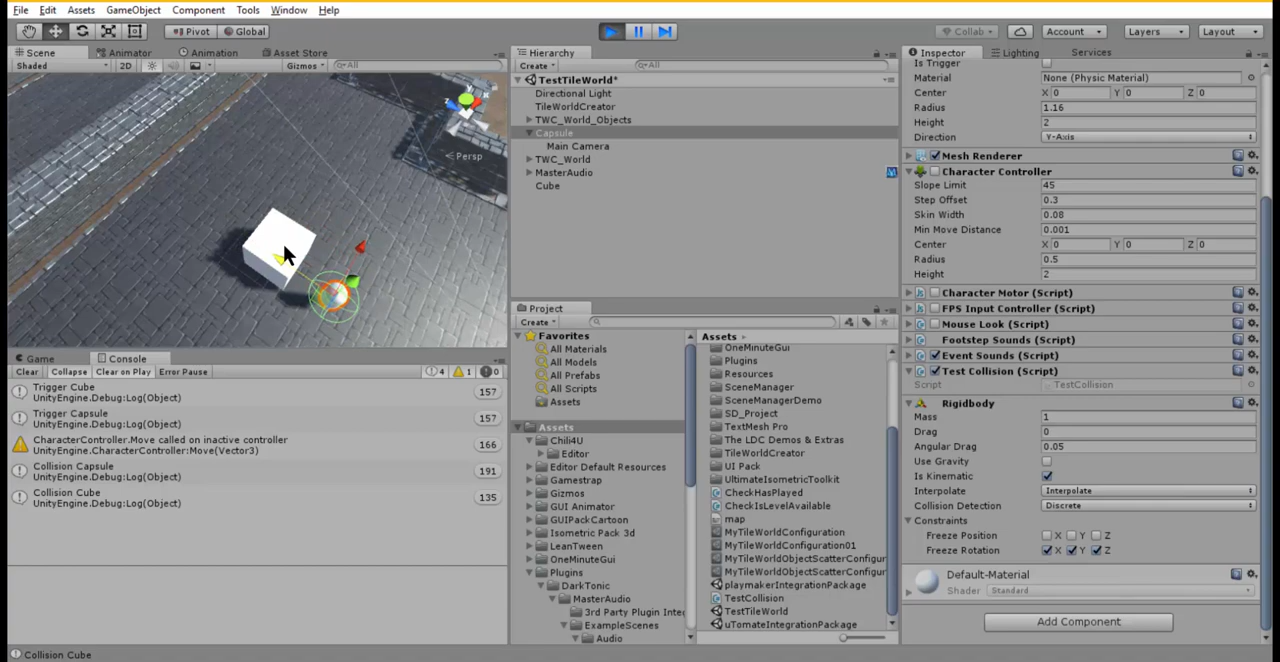 File Edit Assets GameObject Component Tools Window Help
Pivot Global Collab Account Layers Layout
Scene Animator Animation Asset Store
Shaded 2D Gizmos All
Persp
Game Console
Clear Collapse Clear on Play Error Pause 4 1 0
Trigger Cube
UnityEngine.Debug:Log(Object)
157
Trigger Capsule
UnityEngine.Debug:Log(Object)
157
CharacterController.Move called on inactive controller
UnityEngine.CharacterController:Move(Vector3)
166
Collision Capsule
UnityEngine.Debug:Log(Object)
191
Collision Cube
UnityEngine.Debug:Log(Object)
135
Collision Cube
Hierarchy
Create All
TestTileWorld*
Directional Light
TileWorldCreator
TWC_World_Objects
Capsule
Main Camera
TWC_World
MasterAudio
Cube
Project
Create
Favorites
All Materials
All Models
All Prefabs
All Scripts
Assets
Assets
Chili4U
Editor
Editor Default Resources
Gamestrap
Gizmos
GUI Animator
GUIPackCartoon
Isometric Pack 3d
LeanTween
OneMinuteGui
Plugins
DarkTonic
MasterAudio
3rd Party Plugin Inte
ExampleScenes
Audio
Assets
OneMinuteGui
Plugins
Resources
SceneManager
SceneManagerDemo
SD_Project
TextMesh Pro
The LDC Demos & Extras
TileWorldCreator
UI Pack
UltimateIsometricToolkit
CheckHasPlayed
CheckIsLevelAvailable
map
MyTileWorldConfiguration
MyTileWorldConfiguration01
MyTileWorldObjectScatterConfigur
MyTileWorldObjectScatterConfigur
playmakerIntegrationPackage
TestCollision
TestTileWorld
uTomateIntegrationPackage
Inspector Lighting Services
Is Trigger
Material None (Physic Material)
Center X 0 Y 0 Z 0
Radius 1.16
Height 2
Direction Y-Axis
Mesh Renderer
Character Controller
Slope Limit 45
Step Offset 0.3
Skin Width 0.08
Min Move Distance 0.001
Center X 0 Y 0 Z 0
Radius 0.5
Height 2
Character Motor (Script)
FPS Input Controller (Script)
Mouse Look (Script)
Footstep Sounds (Script)
Event Sounds (Script)
Test Collision (Script)
Script TestCollision
Rigidbody
Mass 1
Drag 0
Angular Drag 0.05
Use Gravity
Is Kinematic
Interpolate Interpolate
Collision Detection Discrete
Constraints
Freeze Position X Y Z
Freeze Rotation X Y Z
Default-Material
Shader Standard
Add Component